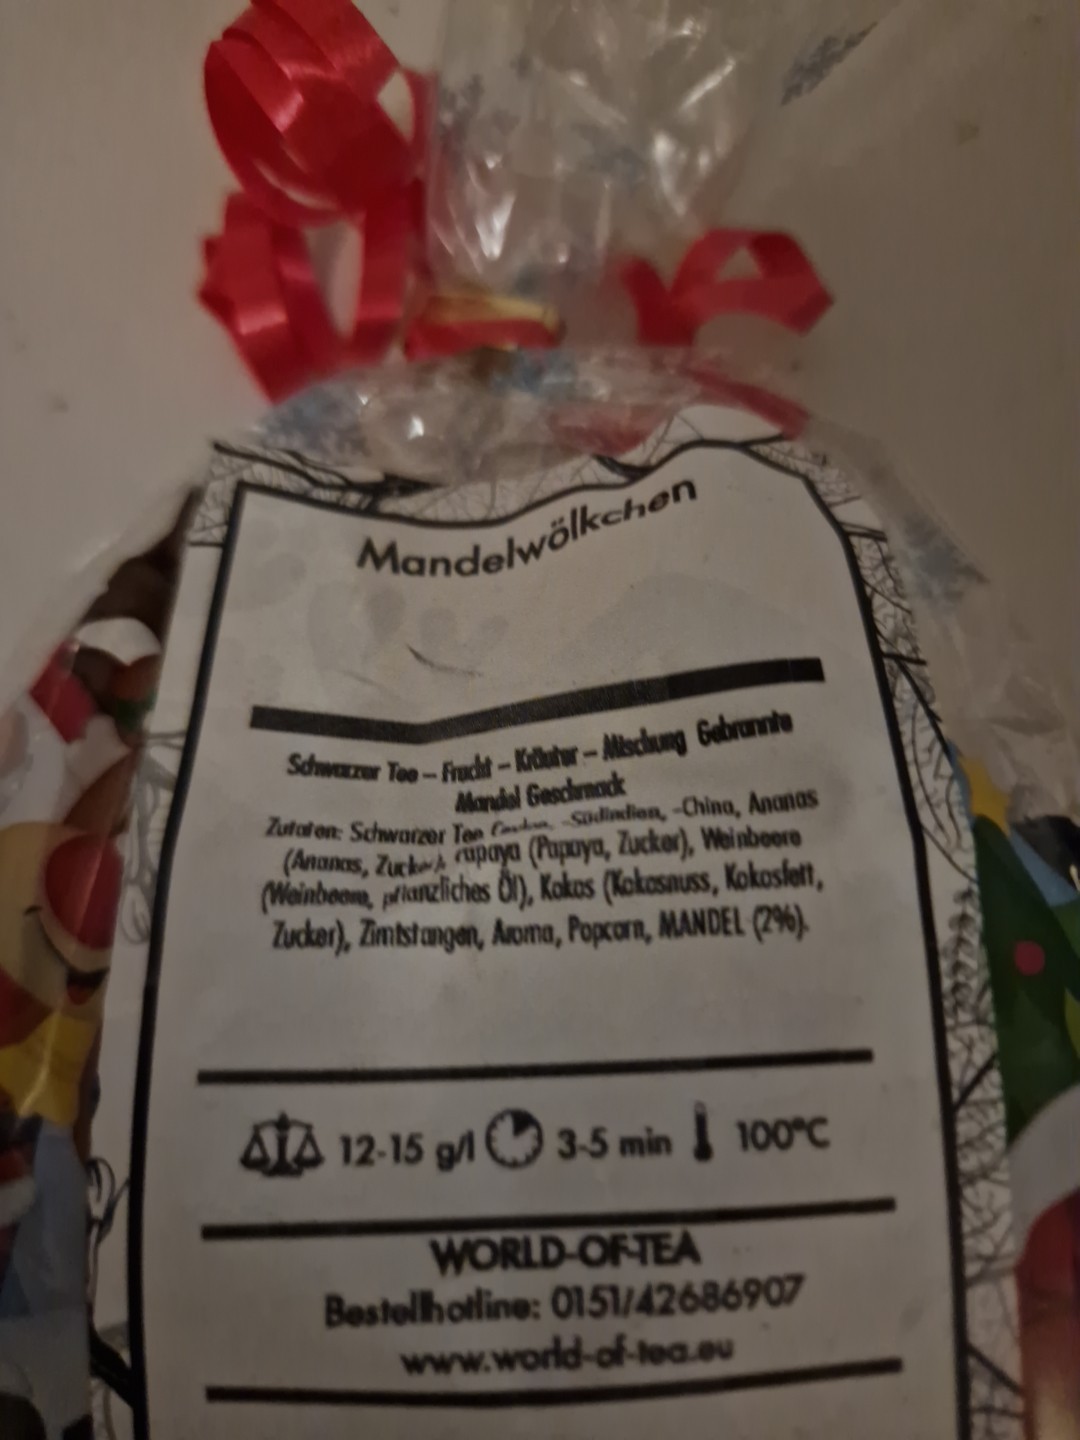 Mandelwölkchen
Schwarzer Tee – Frucht – Kräuter – Mischung Gebrannte
Mandel Geschmack
Zutaten: Schwarzer Tee -Südindien, -China, Ananas
(Ananas, Zucker), Papaya (Papaya, Zucker), Weinbeere
(Weinbeere, pflanzliches Öl), Kokos (Kokosnuss, Kokosfett,
Zucker), Zimtstangen, Aroma, Popcorn, MANDEL (2%).
12-15 g/l 3-5 min 100°C
WORLD-OF-TEA
Bestellhotline: 0151/42686907
www.world-of-tea.eu